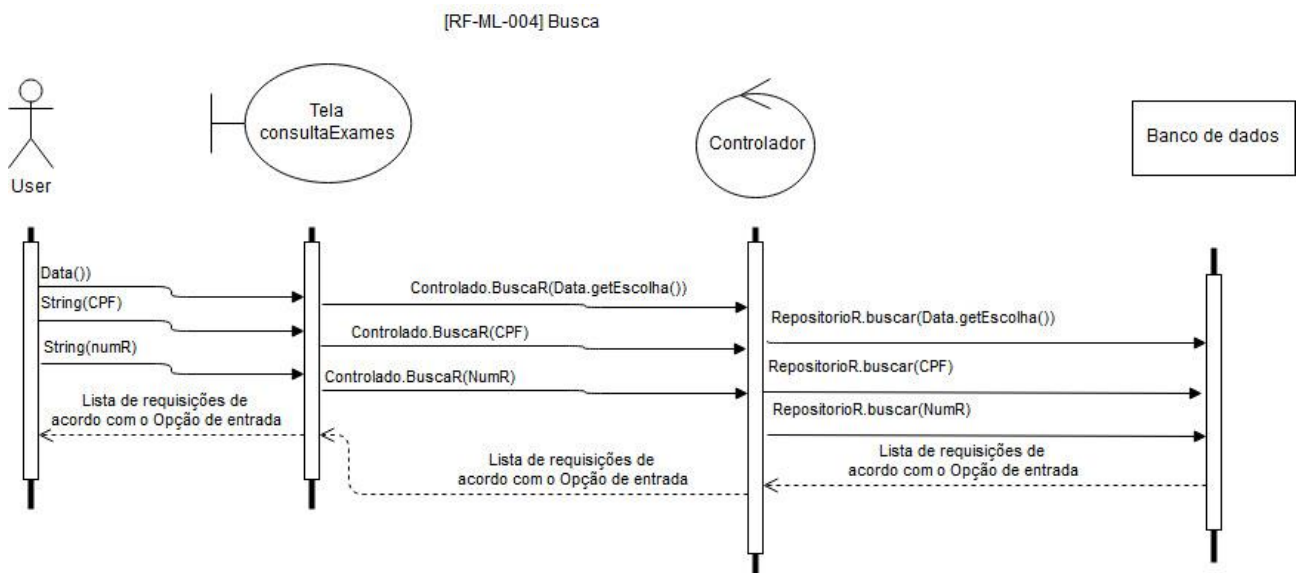 [RF-ML-004] Busca
Tela
consultaExames
Controlador
Banco de dados
User
Data())
String(CPF)
String(numR)
Lista de requisições de
acordo com o Opção de entrada
Controlado.BuscaR(Data.getEscolha())
Controlado.BuscaR(CPF)
Controlado.BuscaR(NumR)
Lista de requisições de
acordo com o Opção de entrada
RepositorioR.buscar(Data.getEscolha())
RepositorioR.buscar(CPF)
RepositorioR.buscar(NumR)
Lista de requisições de
acordo com o Opção de entrada